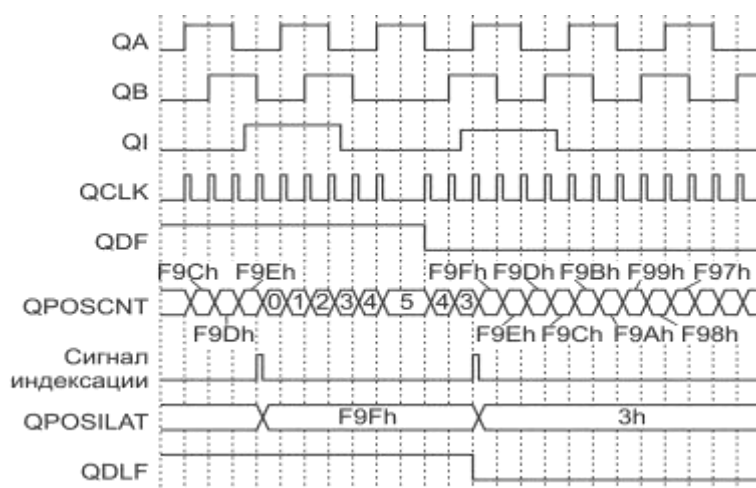 QA
QB
QI
QCLK
QDF
F9Ch F9Eh F9Fh F9Dh F9Bh F99h F97h
QPOSCNT 0 1 2 3 4 5 4 3
F9Dh F9Eh F9Ch F9Ah F98h
Сигнал
индексации
QPOSILAT F9Fh 3h
QDLF